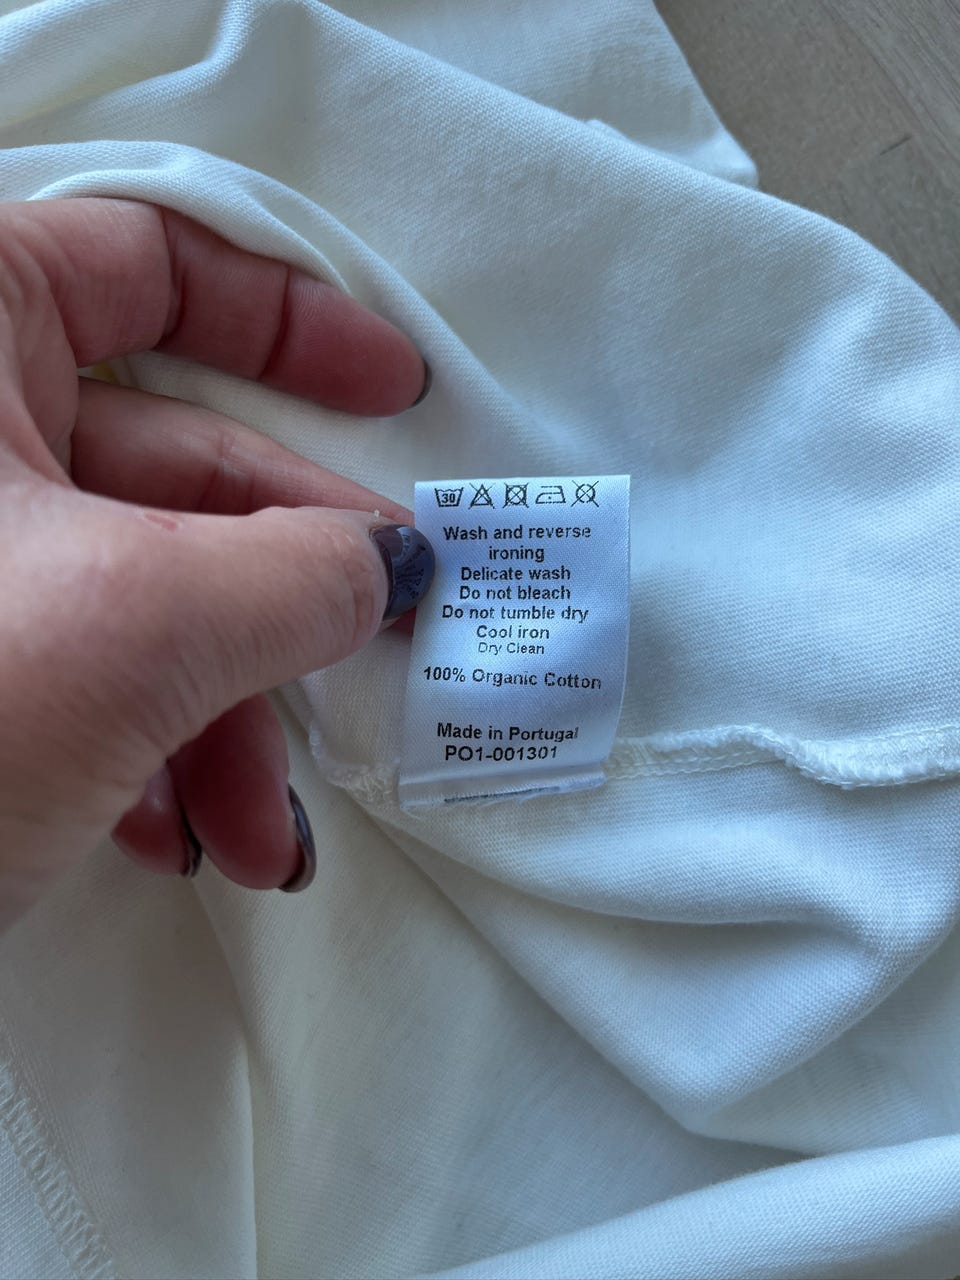 30
Wash and reverse
ironing
Delicate wash
Do not bleach
Do not tumble dry
Cool iron
Dry Clean
100% Organic Cotton
Made in Portugal
PO1-001301